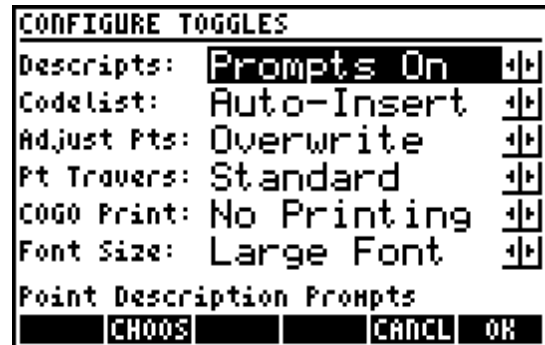 CONFIGURE TOGGLES
Descripts: Prompts On
Codelist: Auto-Insert
Adjust Pts: Overwrite
Pt Travers: Standard
COGO Print: No Printing
Font Size: Large Font
Point Description Prompts
CHOOS CANCL OK